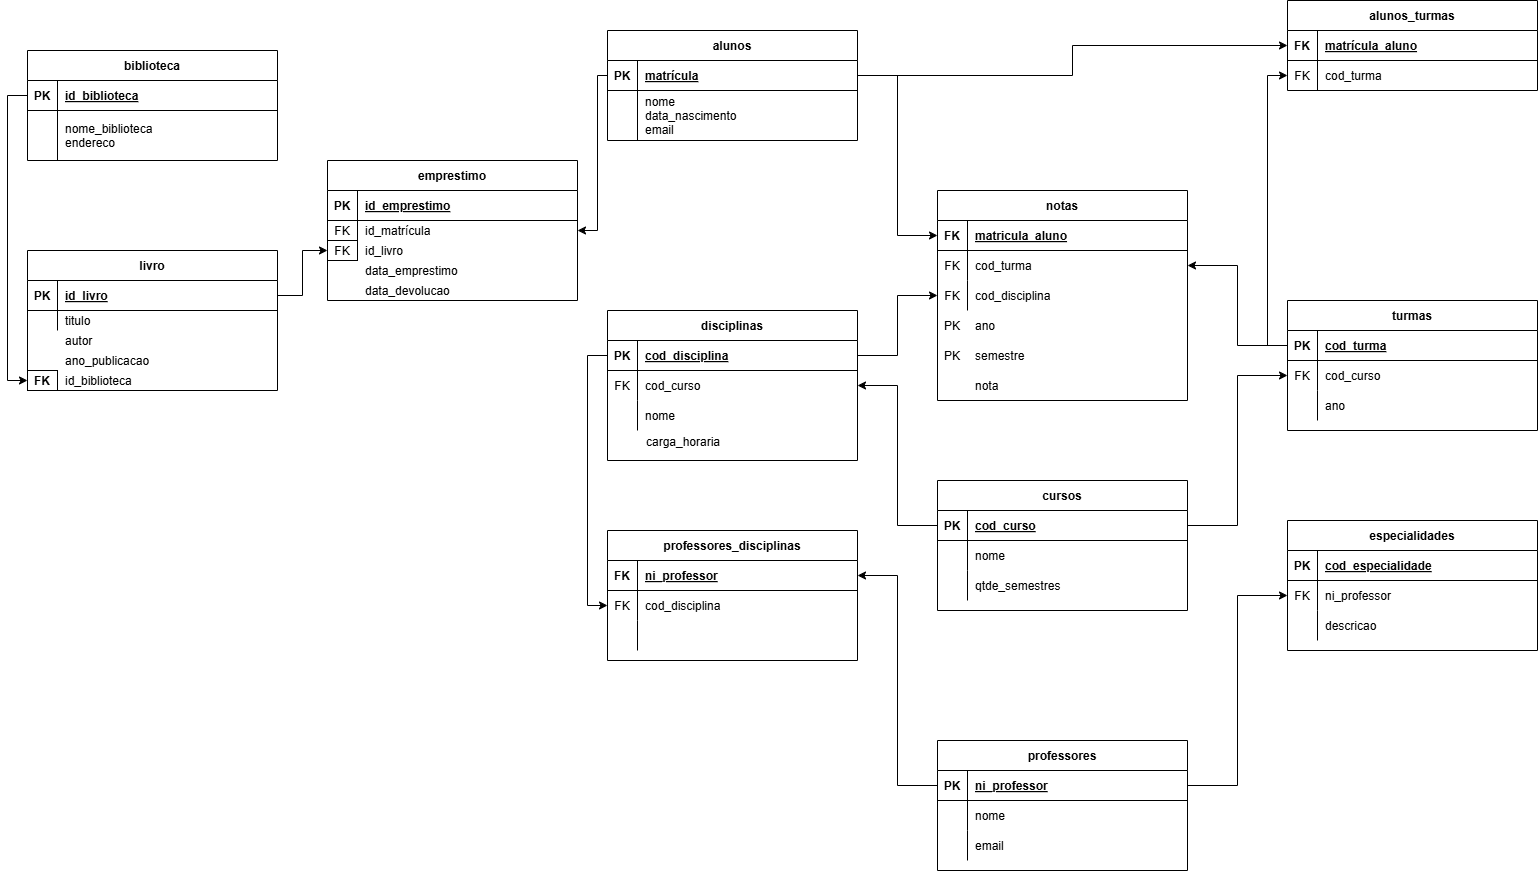 biblioteca
PK id_biblioteca
nome_biblioteca
endereco
livro
PK id_livro
titulo
autor
ano_publicacao
FK id_biblioteca
emprestimo
PK id_emprestimo
FK id_matrícula
FK id_livro
data_emprestimo
data_devolucao
alunos
PK matrícula
nome
data_nascimento
email
disciplinas
PK cod_disciplina
FK cod_curso
nome
carga_horaria
professores_disciplinas
FK ni_professor
FK cod_disciplina
notas
FK matricula_aluno
FK cod_turma
FK cod_disciplina
PK ano
PK semestre
nota
cursos
PK cod_curso
nome
qtde_semestres
professores
PK ni_professor
nome
email
alunos_turmas
FK matrícula_aluno
FK cod_turma
turmas
PK cod_turma
FK cod_curso
ano
especialidades
PK cod_especialidade
FK ni_professor
descricao